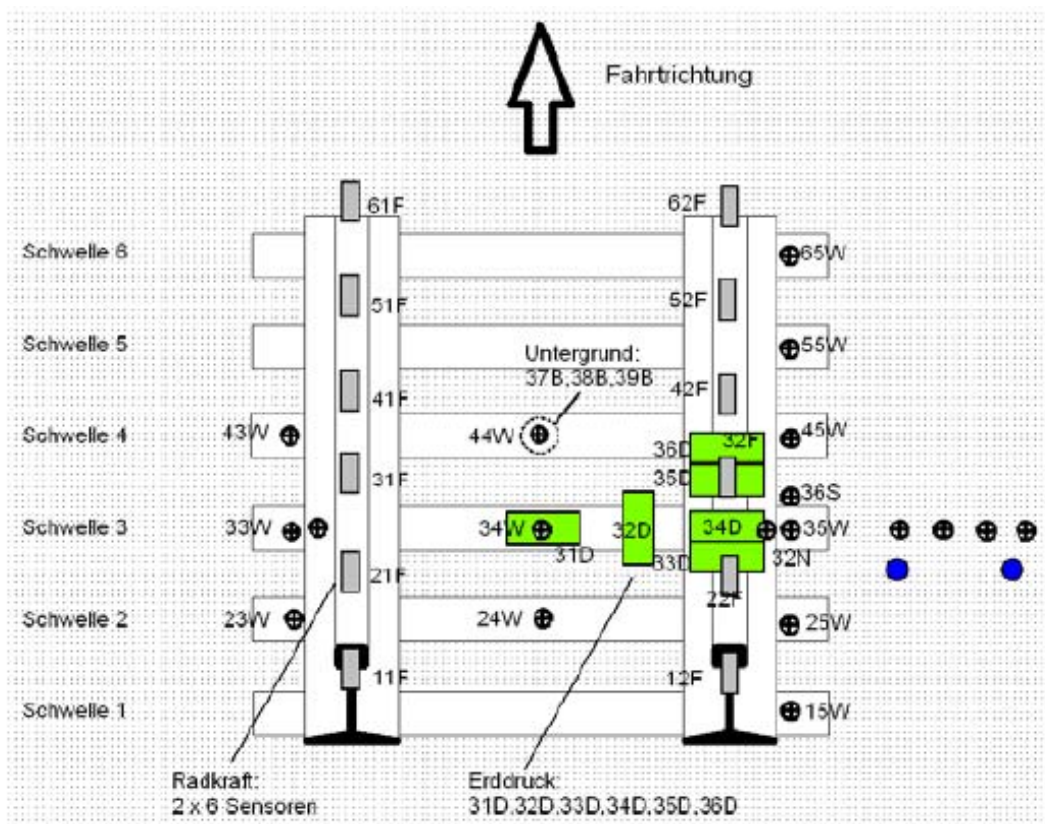 Fahrtrichtung
61F
62F
Schwelle 6
65W
51F
52F
Schwelle 5
55W
Untergrund:
37B,38B,39B
41F
42F
Schwelle 4
43W
44W
45W
36D
32F
31F
35D
36S
Schwelle 3
33W
34W
32D
34D
35W
31D
33D
32N
21F
22F
Schwelle 2
23W
24W
25W
11F
12F
Schwelle 1
15W
Radkraft:
2 x 6 Sensoren
Erddruck:
31D,32D,33D,34D,35D,36D